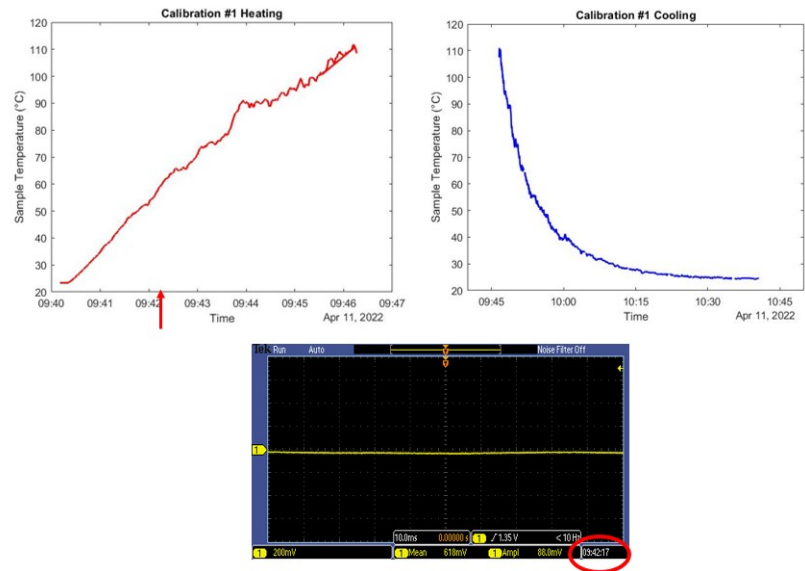 Calibration #1 Heating
120
110
100
90
80
70
60
50
40
30
20
Sample Temperature (°C)
09:40 09:41 09:42 09:43 09:44 09:45 09:46 09:47
Time
Apr 11, 2022
Calibration #1 Cooling
120
110
100
90
80
70
60
50
40
30
20
Sample Temperature (°C)
09:45 10:00 10:15 10:30 10:45
Time
Apr 11, 2022
Tek Run Auto Noise Filter Off
1
10.0ms 0.00000 s 1 1.35 V < 10 Hz
1 200mV 1 Mean 618mV 1 Ampl 88.0mV 09:42:17